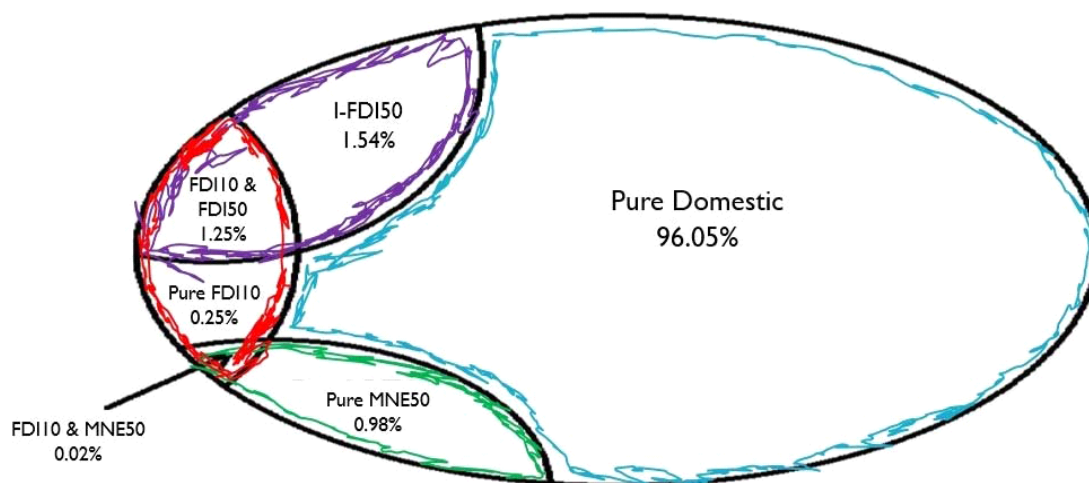 I-FDI50
1.54%
FDI10 &
FDI50
1.25%
Pure Domestic
96.05%
Pure FDI10
0.25%
Pure MNE50
0.98%
FDI10 & MNE50
0.02%